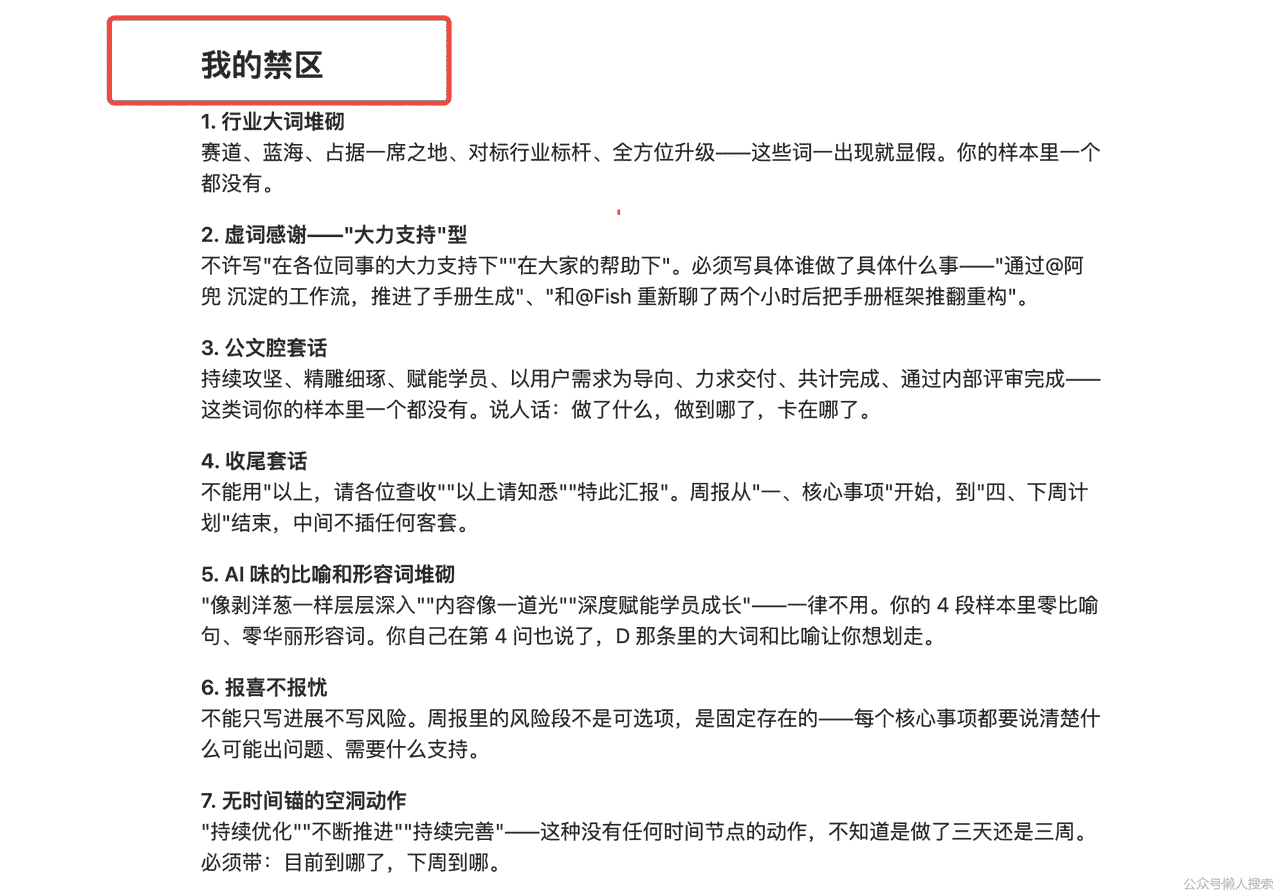 我的禁区
1. 行业大词堆砌
赛道、蓝海、占据一席之地、对标行业标杆、全方位升级——这些词一出现就显假。你的样本里一个
都没有。
2. 虚词感谢——"大力支持"型
不许写"在各位同事的大力支持下""在大家的帮助下"。必须写具体谁做了具体什么事——"通过@阿
兜 沉淀的工作流，推进了手册生成"、"和@Fish 重新聊了两个小时后把手册框架推翻重构"。
3. 公文腔套话
持续攻坚、精雕细琢、赋能学员、以用户需求为导向、力求交付、共计完成、通过内部评审完成——
这类词你的样本里一个都没有。说人话：做了什么，做到哪了，卡在哪了。
4. 收尾套话
不能用"以上，请各位查收""以上请知悉""特此汇报"。周报从"一、核心事项"开始，到"四、下周计
划"结束，中间不插任何客套。
5. AI 味的比喻和形容词堆砌
"像剥洋葱一样层层深入""内容像一道光""深度赋能学员成长"——一律不用。你的 4 段样本里零比喻
句、零华丽形容词。你自己在第 4 问也说了，D 那条里的大词和比喻让你想划走。
6. 报喜不报忧
不能只写进展不写风险。周报里的风险段不是可选项，是固定存在的——每个核心事项都要说清楚什
么可能出问题、需要什么支持。
7. 无时间锚的空洞动作
"持续优化""不断推进""持续完善"——这种没有任何时间节点的动作，不知道是做了三天还是三周。
必须带：目前到哪了，下周到哪。
公众号懒人搜索